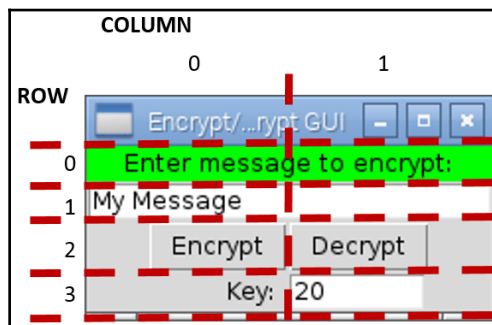 COLUMN
0 1
ROW
Encrypt/...rypt GUI
0 Enter message to encrypt:
1 My Message
2 Encrypt Decrypt
3 Key: 20